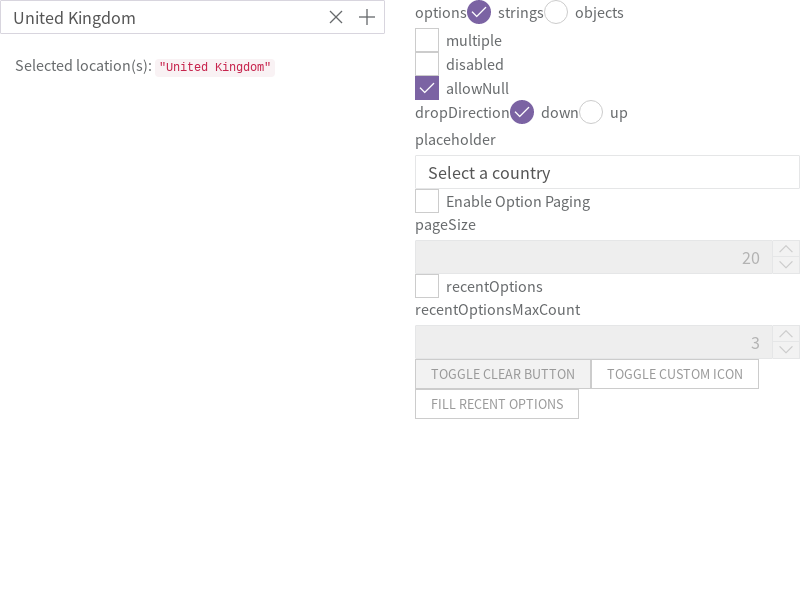 United Kingdom
Selected location(s): "United Kingdom"
options strings objects
multiple
disabled
allowNull
dropDirection down up
placeholder
Select a country
Enable Option Paging
pageSize
20
recentOptions
recentOptionsMaxCount
3
TOGGLE CLEAR BUTTON TOGGLE CUSTOM ICON
FILL RECENT OPTIONS